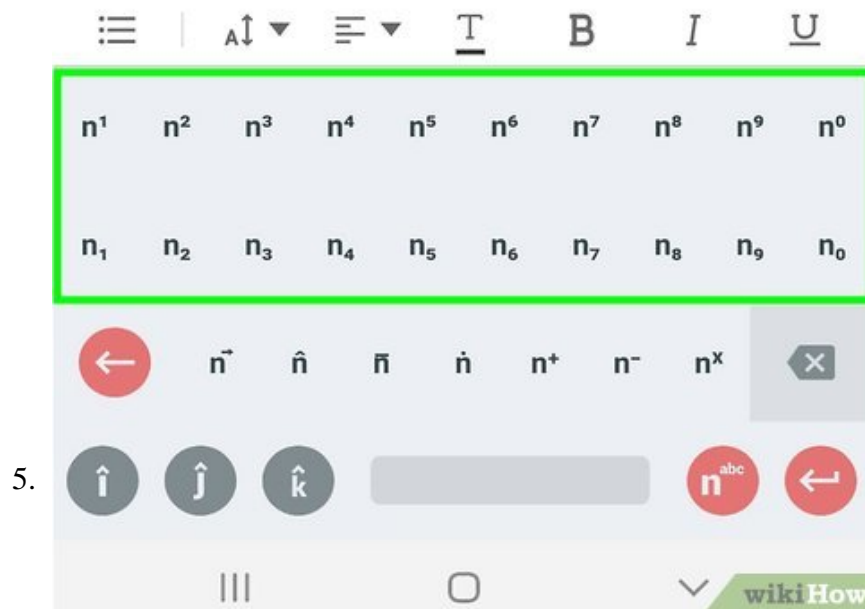 A T B I U
n¹ n² n³ n⁴ n⁵ n⁶ n⁷ n⁸ n⁹ n⁰
n₁ n₂ n₃ n₄ n₅ n₆ n₇ n₈ n₉ n₀
n⃗ n̂ n̄ ṅ n⁺ n⁻ nˣ
5. î ĵ k̂ nᵃᵇᶜ
wikiHow